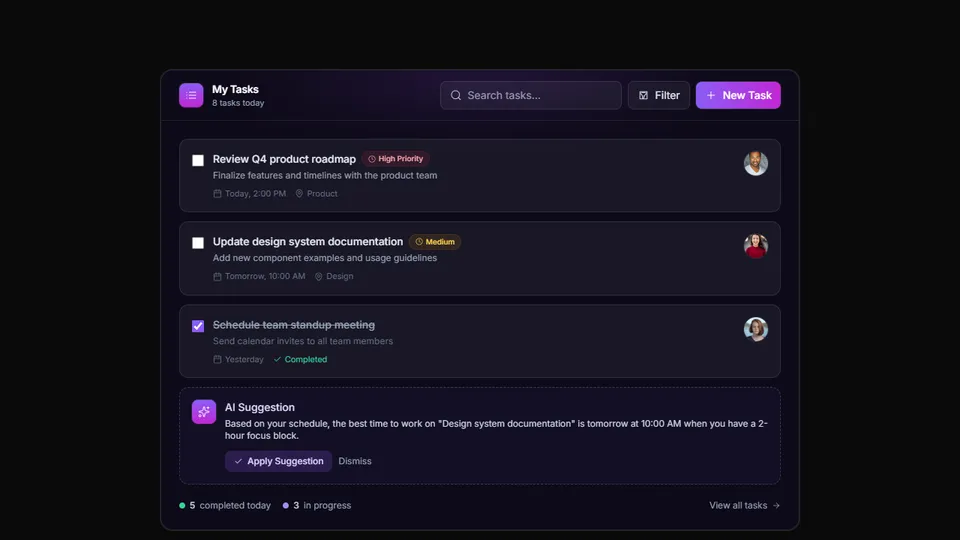 My Tasks
8 tasks today
Search tasks...
Filter
New Task
Review Q4 product roadmap
High Priority
Finalize features and timelines with the product team
Today, 2:00 PM
Product
Update design system documentation
Medium
Add new component examples and usage guidelines
Tomorrow, 10:00 AM
Design
Schedule team standup meeting
Send calendar invites to all team members
Yesterday
Completed
AI Suggestion
Based on your schedule, the best time to work on "Design system documentation" is tomorrow at 10:00 AM when you have a 2-
hour focus block.
Apply Suggestion
Dismiss
5 completed today
3 in progress
View all tasks